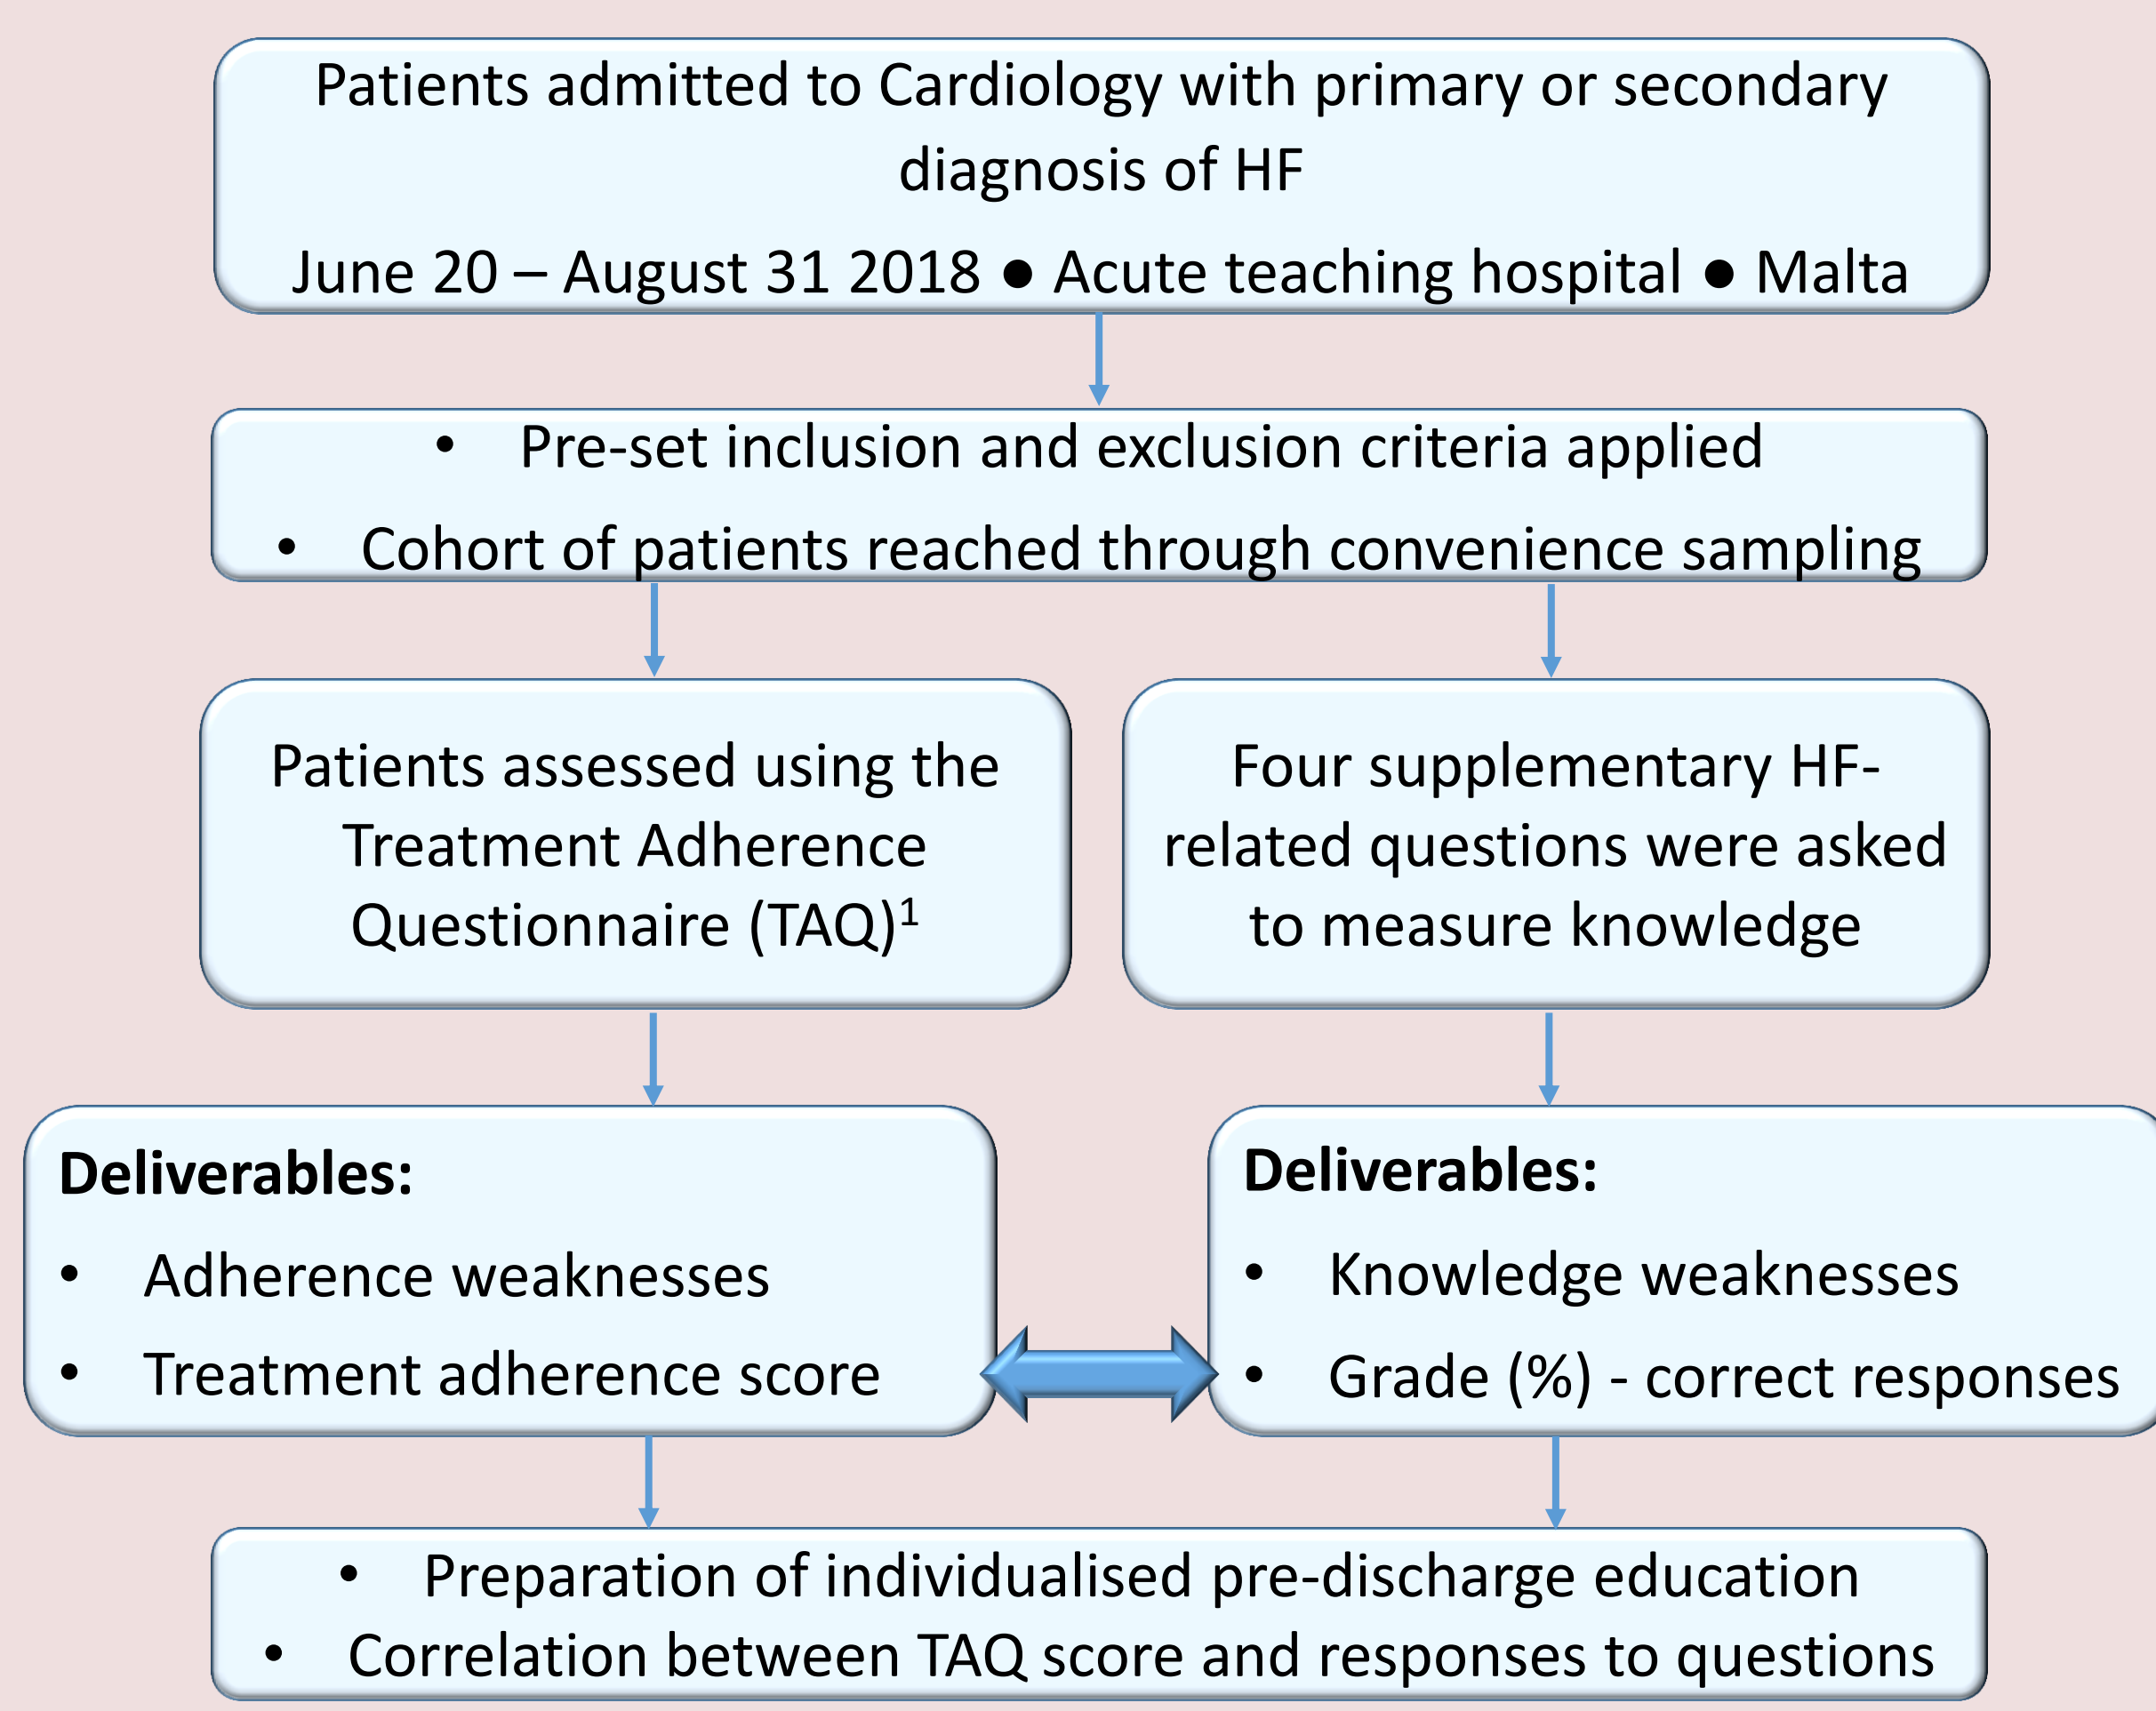 Patients admitted to Cardiology with primary or secondary
diagnosis of HF
June 20 – August 31 2018 ● Acute teaching hospital ● Malta
• Pre-set inclusion and exclusion criteria applied
• Cohort of patients reached through convenience sampling
Patients assessed using the
Treatment Adherence
Questionnaire (TAQ)¹
Four supplementary HF-
related questions were asked
to measure knowledge
Deliverables:
• Adherence weaknesses
• Treatment adherence score
Deliverables:
• Knowledge weaknesses
• Grade (%) - correct responses
• Preparation of individualised pre-discharge education
• Correlation between TAQ score and responses to questions